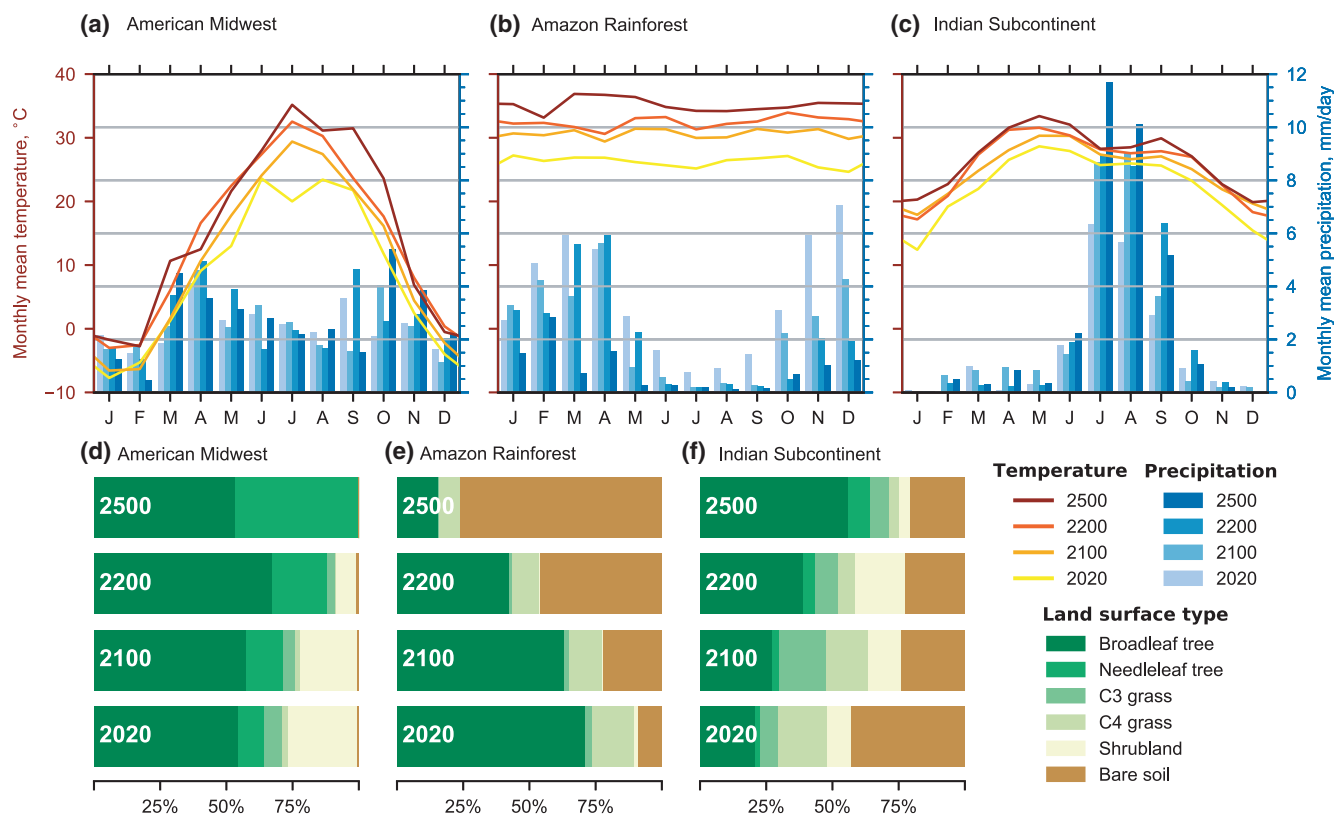 (a) American Midwest
(b) Amazon Rainforest
(c) Indian Subcontinent
Monthly mean temperature, °C
40
30
20
10
0
−10
J F M A M J J A S O N D
J F M A M J J A S O N D
J F M A M J J A S O N D
12
10
8
6
4
2
0
Monthly mean precipitation, mm/day
(d) American Midwest
2500
2200
2100
2020
25% 50% 75%
(e) Amazon Rainforest
2500
2200
2100
2020
25% 50% 75%
(f) Indian Subcontinent
2500
2200
2100
2020
25% 50% 75%
Temperature
2500
2200
2100
2020
Precipitation
2500
2200
2100
2020
Land surface type
Broadleaf tree
Needleleaf tree
C3 grass
C4 grass
Shrubland
Bare soil